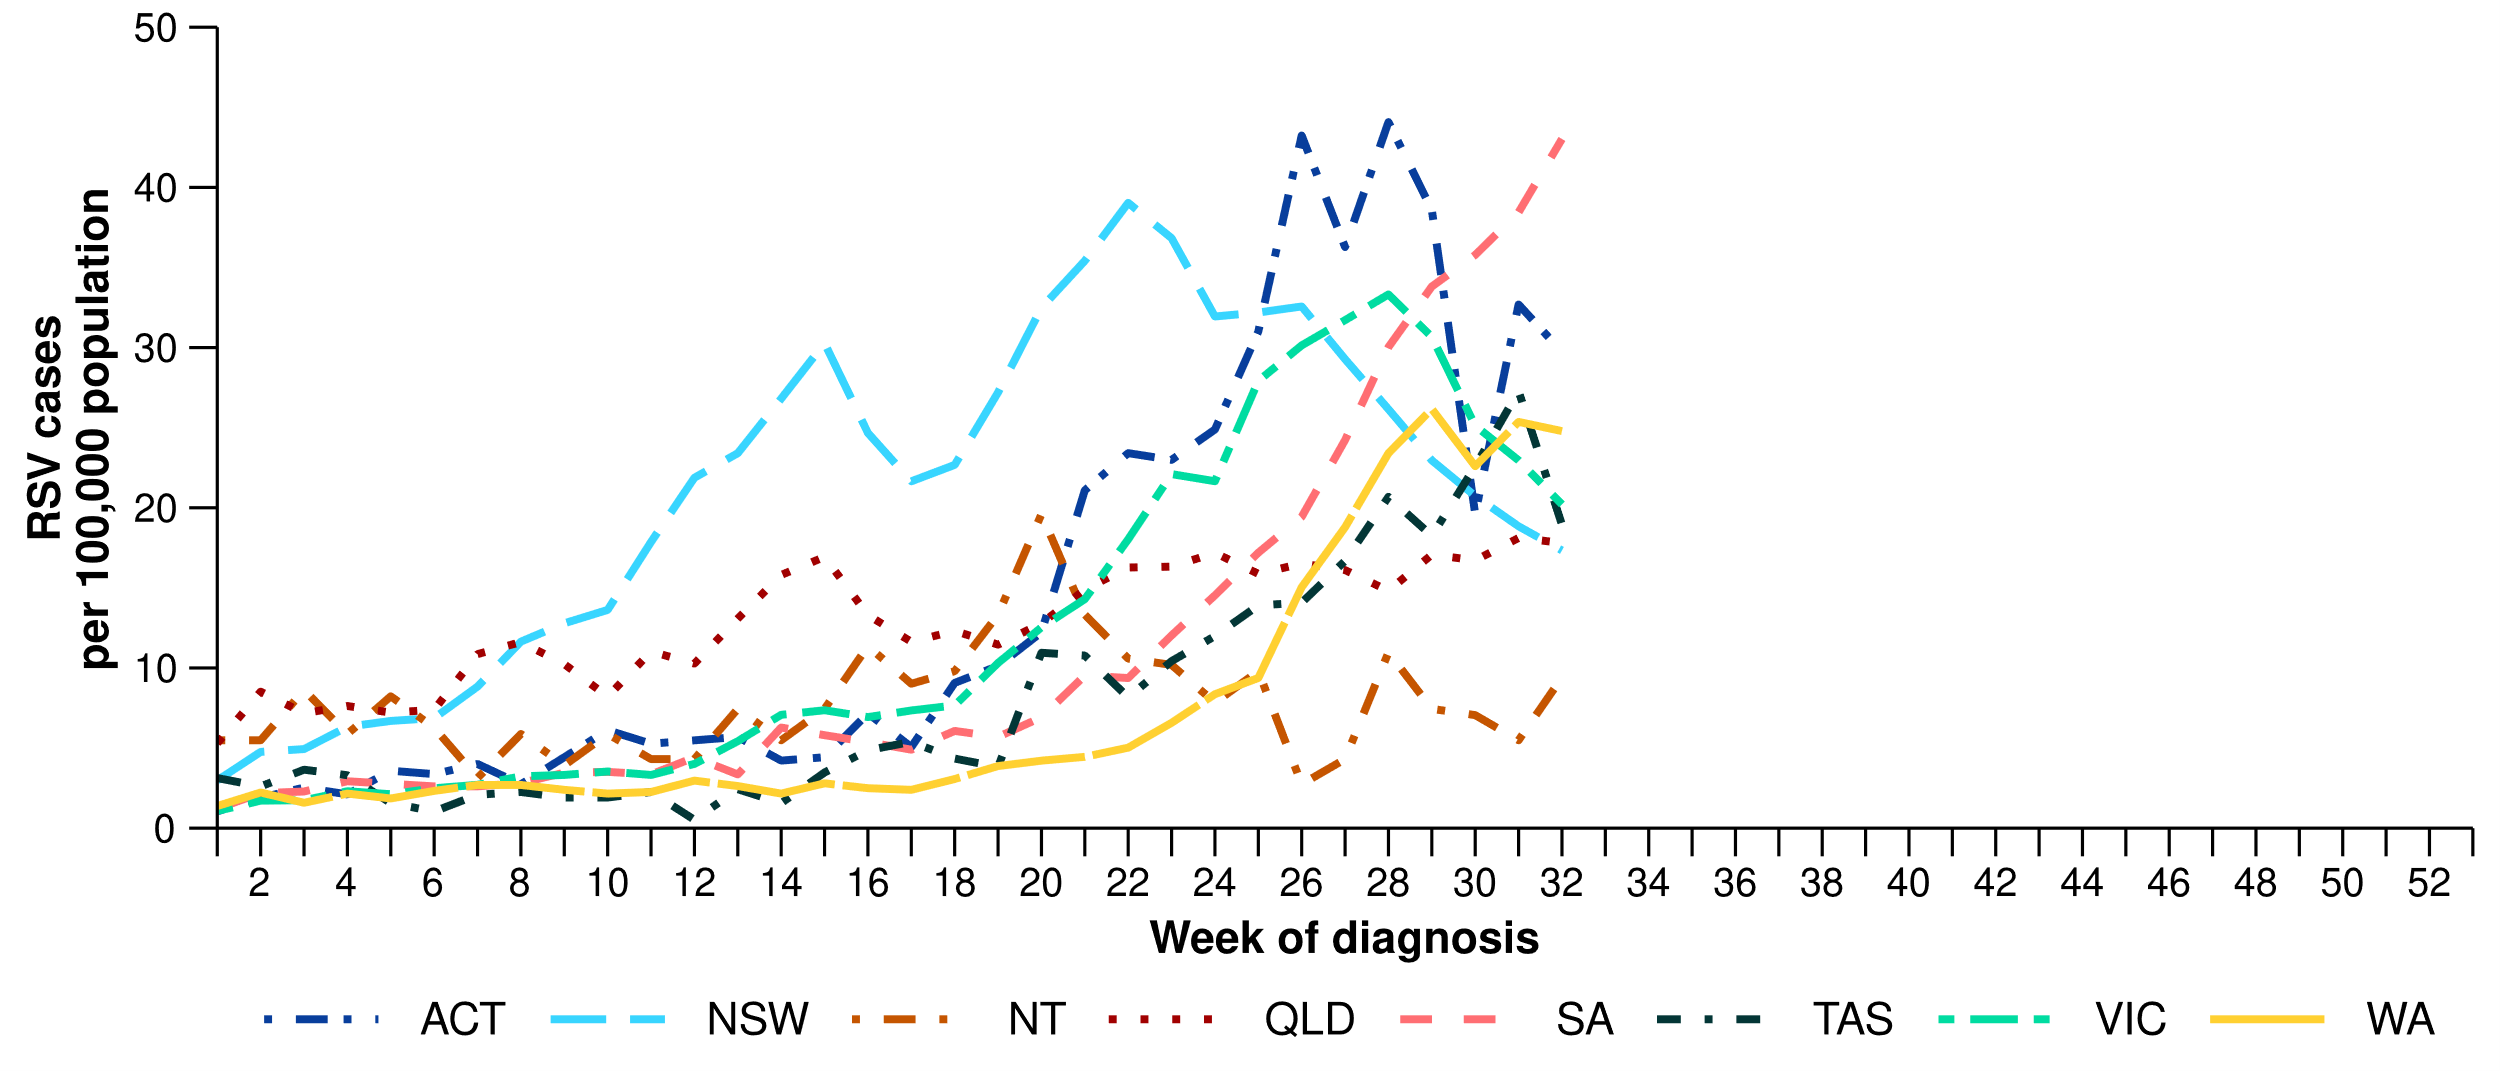 50
40
30
20
10
0
RSV cases
per 100,000 population
2 4 6 8 10 12 14 16 18 20 22 24 26 28 30 32 34 36 38 40 42 44 46 48 50 52
Week of diagnosis
ACT NSW NT QLD SA TAS VIC WA